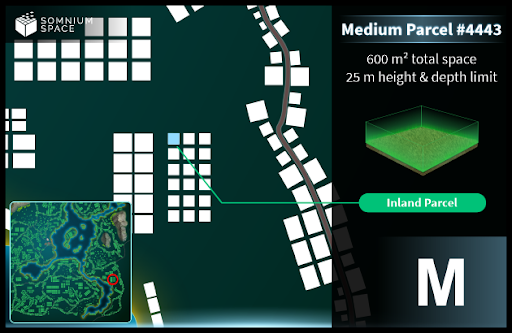 SOMNIUM
SPACE
Medium Parcel #4443
600 m² total space
25 m height & depth limit
Inland Parcel
M